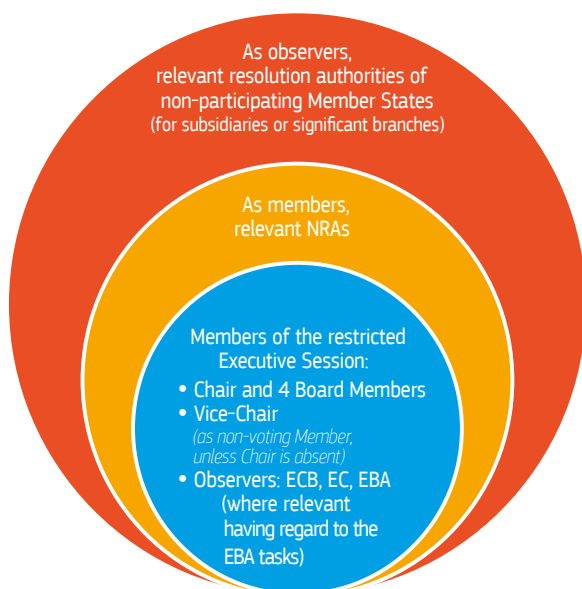 As observers,
relevant resolution authorities of
non-participating Member States
(for subsidiaries or significant branches)
As members,
relevant NRAs
Members of the restricted
Executive Session:
• Chair and 4 Board Members
• Vice-Chair
(as non-voting Member,
unless Chair is absent)
• Observers: ECB, EC, EBA
(where relevant
having regard to the
EBA tasks)